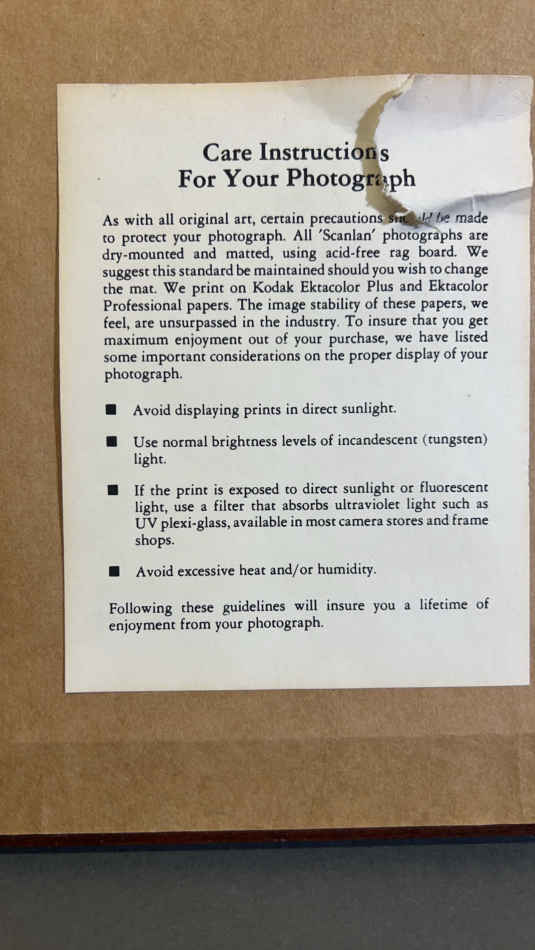 Care Instructions
For Your Photograph
As with all original art, certain precautions should be made
to protect your photograph. All 'Scanlan' photographs are
dry-mounted and matted, using acid-free rag board. We
suggest this standard be maintained should you wish to change
the mat. We print on Kodak Ektacolor Plus and Ektacolor
Professional papers. The image stability of these papers, we
feel, are unsurpassed in the industry. To insure that you get
maximum enjoyment out of your purchase, we have listed
some important considerations on the proper display of your
photograph.
■ Avoid displaying prints in direct sunlight.
■ Use normal brightness levels of incandescent (tungsten)
light.
■ If the print is exposed to direct sunlight or fluorescent
light, use a filter that absorbs ultraviolet light such as
UV plexi-glass, available in most camera stores and frame
shops.
■ Avoid excessive heat and/or humidity.
Following these guidelines will insure you a lifetime of
enjoyment from your photograph.